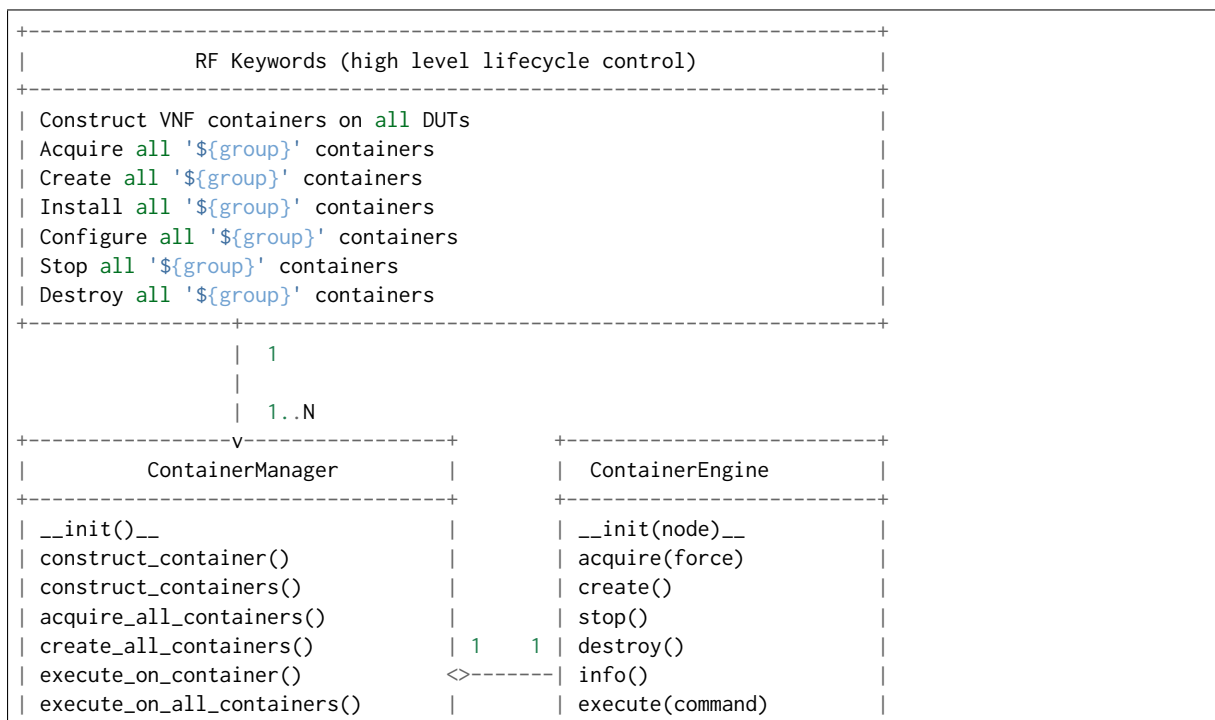 +-----------------------------------------------------------------------+
|              RF Keywords (high level lifecycle control)               |
+-----------------------------------------------------------------------+
| Construct VNF containers on all DUTs                                  |
| Acquire all '${group}' containers                                     |
| Create all '${group}' containers                                      |
| Install all '${group}' containers                                     |
| Configure all '${group}' containers                                   |
| Stop all '${group}' containers                                        |
| Destroy all '${group}' containers                                     |
+-----------------+-----------------------------------------------------+
                  |  1
                  |
                  |  1..N
+-----------------v-----------------+        +--------------------------+
|          ContainerManager         |        |  ContainerEngine         |
+-----------------------------------+        +--------------------------+
| __init()__                        |        | __init(node)__           |
| construct_container()             |        | acquire(force)           |
| construct_containers()            |        | create()                 |
| acquire_all_containers()          |        | stop()                   |
| create_all_containers()           | 1    1 | destroy()                |
| execute_on_container()            <>-------| info()                   |
| execute_on_all_containers()       |        | execute(command)         |